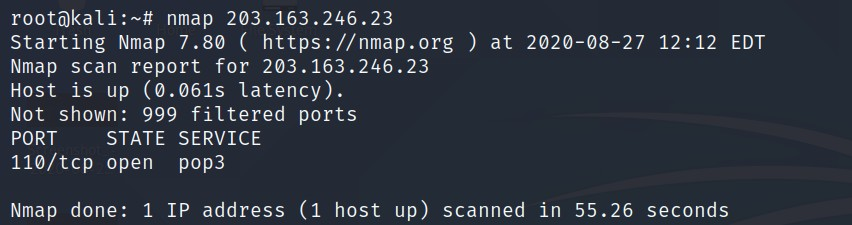 root@kali:~# nmap 203.163.246.23
Starting Nmap 7.80 ( https://nmap.org ) at 2020-08-27 12:12 EDT
Nmap scan report for 203.163.246.23
Host is up (0.061s latency).
Not shown: 999 filtered ports
PORT    STATE SERVICE
110/tcp open  pop3
Nmap done: 1 IP address (1 host up) scanned in 55.26 seconds